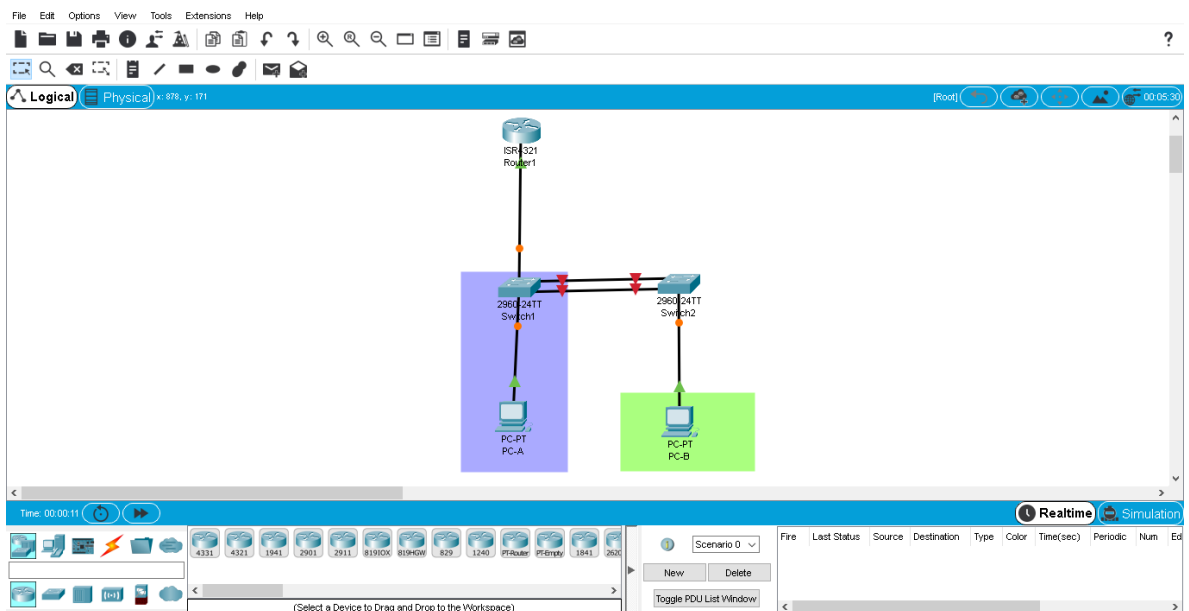 File Edit Options View Tools Extensions Help
?
Logical Physical x: 878, y: 171 [Root] 00:05:30
ISR4321
Router1
2960-24TT
Switch1
2960-24TT
Switch2
PC-PT
PC-A
PC-PT
PC-B
Time: 00:00:11 Realtime Simulation
4331 4321 1941 2901 2911 819IOX 819HGW 829 1240 PT-Router PT-Empty 1841 2620
Scenario 0
New Delete
Toggle PDU List Window
Fire Last Status Source Destination Type Color Time(sec) Periodic Num Ed
(Select a Device to Drag and Drop to the Workspace)